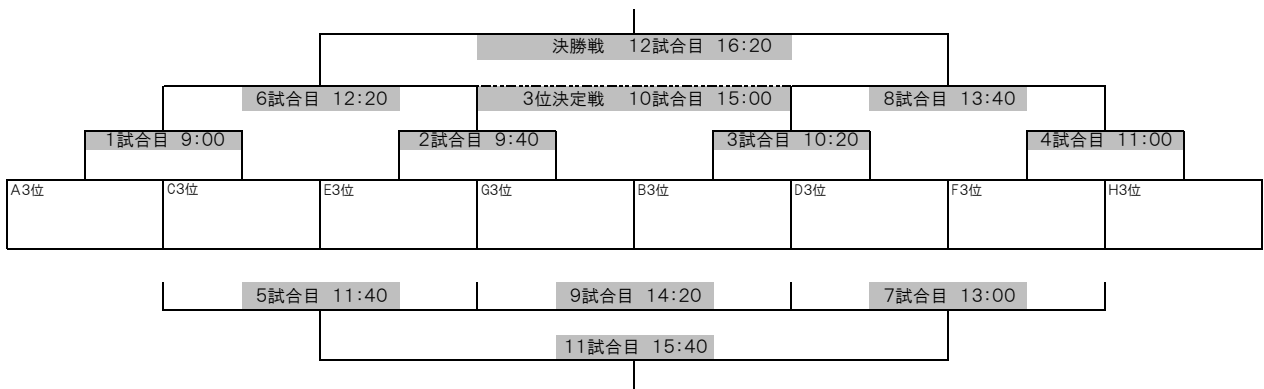 決勝戦 12試合目 16:20
6試合目 12:20
3位決定戦 10試合目 15:00
8試合目 13:40
1試合目 9:00
2試合目 9:40
3試合目 10:20
4試合目 11:00
A3位
C3位
E3位
G3位
B3位
D3位
F3位
H3位
5試合目 11:40
9試合目 14:20
7試合目 13:00
11試合目 15:40